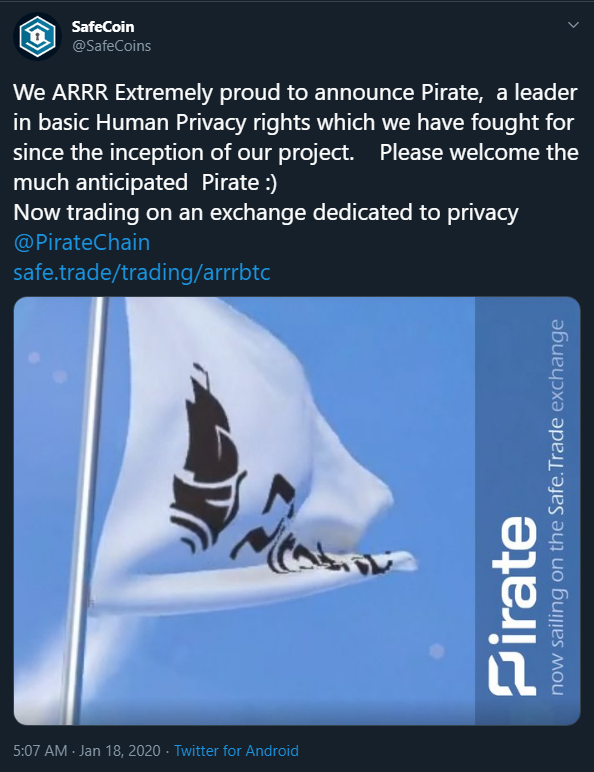 SafeCoin
@SafeCoins
We ARRR Extremely proud to announce Pirate, a leader
in basic Human Privacy rights which we have fought for
since the inception of our project. Please welcome the
much anticipated Pirate :)
Now trading on an exchange dedicated to privacy
@PirateChain
safe.trade/trading/arrrbtc
Pirate
now sailing on the Safe.Trade exchange
5:07 AM · Jan 18, 2020 · Twitter for Android